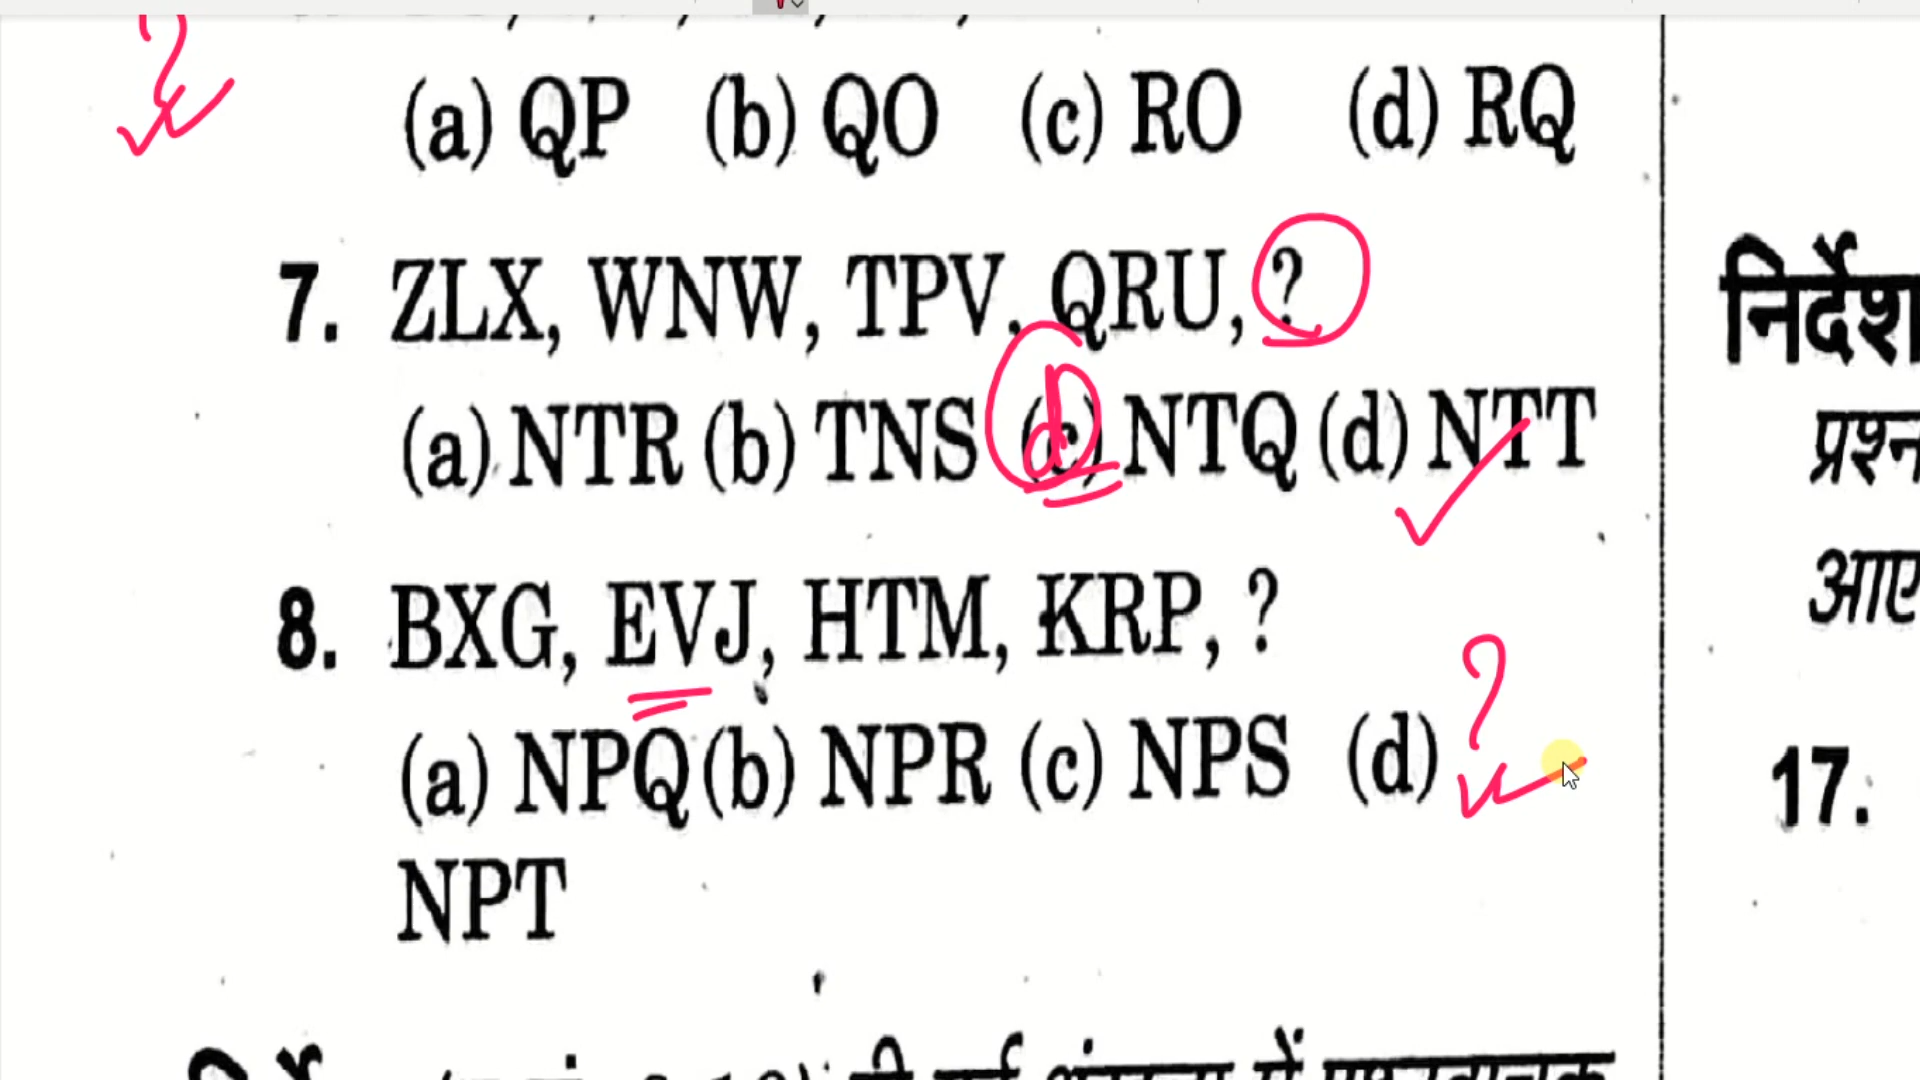 (a) QP (b) QO (c) RO (d) RQ
7. ZLX, WNW, TPV, QRU, ?
(a) NTR (b) TNS (c) NTQ (d) NTT
d
8. BXG, EVJ, HTM, KRP, ?
?
(a) NPQ (b) NPR (c) NPS (d)
NPT
निर्देश
प्रश्न
आए
17.